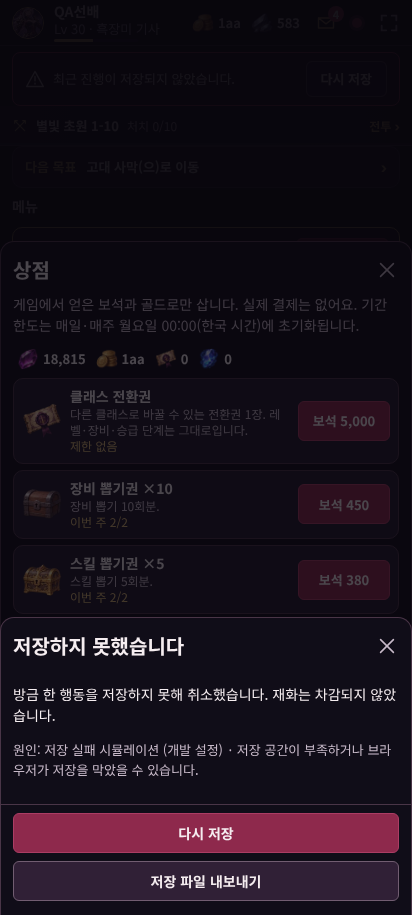 QA선배
Lv 30 · 흑장미 기사
1aa
583
최근 진행이 저장되지 않았습니다.
다시 저장
별빛 초원 1-10 처치 0/10
전투 ›
다음 목표 고대 사막(으)로 이동
메뉴
상점
게임에서 얻은 보석과 골드로만 삽니다. 실제 결제는 없어요. 기간
한도는 매일·매주 월요일 00:00(한국 시간)에 초기화됩니다.
18,815 1aa 0 0
클래스 전환권
다른 클래스로 바꿀 수 있는 전환권 1장. 레
벨·장비·승급 단계는 그대로입니다.
제한 없음
보석 5,000
장비 뽑기권 ×10
장비 뽑기 10회분.
이번 주 2/2
보석 450
스킬 뽑기권 ×5
스킬 뽑기 5회분.
이번 주 2/2
보석 380
저장하지 못했습니다
방금 한 행동을 저장하지 못해 취소했습니다. 재화는 차감되지 않았
습니다.
원인: 저장 실패 시뮬레이션 (개발 설정) · 저장 공간이 부족하거나 브라
우저가 저장을 막았을 수 있습니다.
다시 저장
저장 파일 내보내기